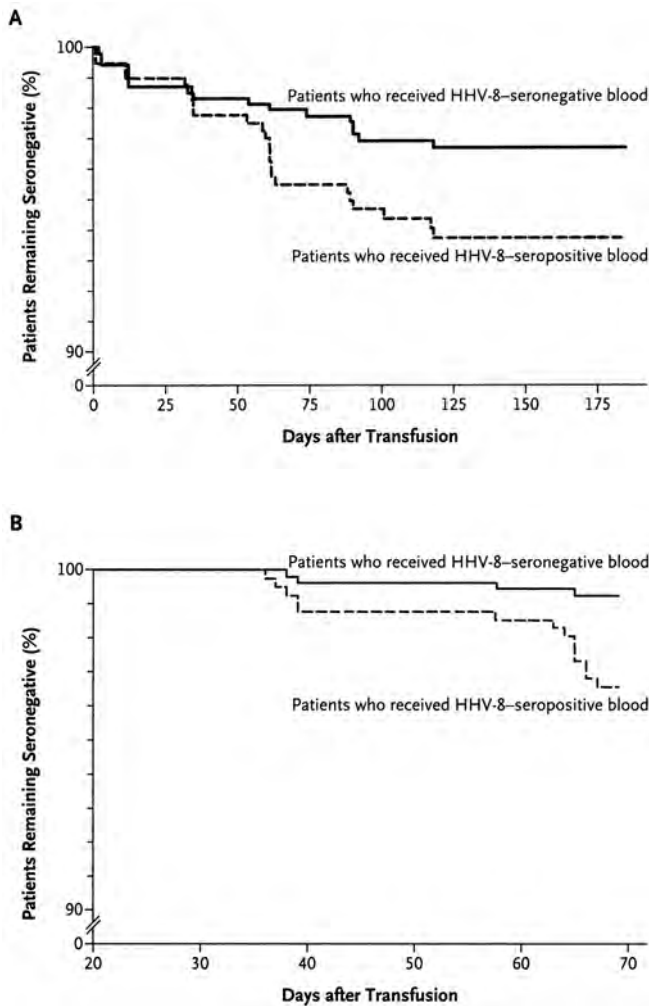 A
100
Patients who received HHV-8–seronegative blood
Patients Remaining Seronegative (%)
Patients who received HHV-8–seropositive blood
90
0
0 25 50 75 100 125 150 175
Days after Transfusion
B
100
Patients who received HHV-8–seronegative blood
Patients Remaining Seronegative (%)
Patients who received HHV-8–seropositive blood
90
0
20 30 40 50 60 70
Days after Transfusion